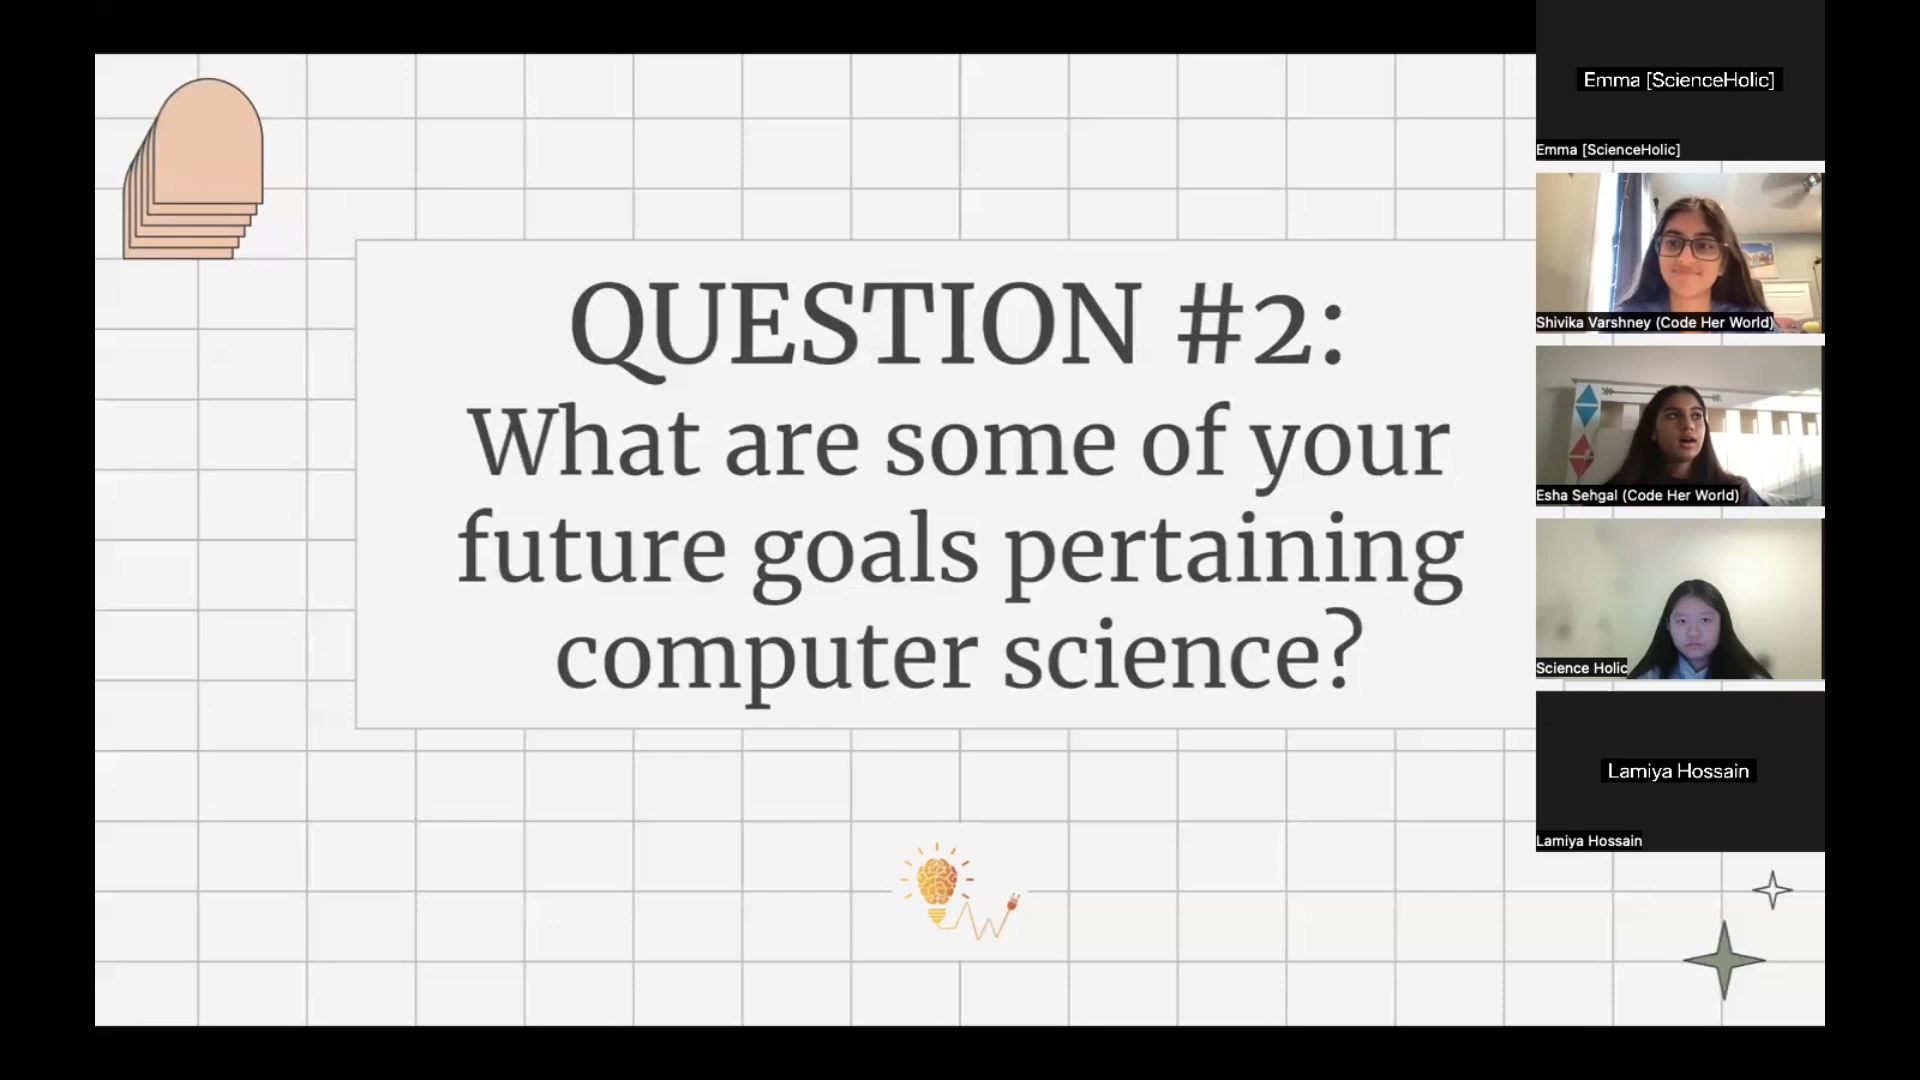 QUESTION #2:
What are some of your
future goals pertaining
computer science?
Emma [ScienceHolic]
Emma [ScienceHolic]
Shivika Varshney (Code Her World)
Esha Sehgal (Code Her World)
Science Holic
Lamiya Hossain
Lamiya Hossain